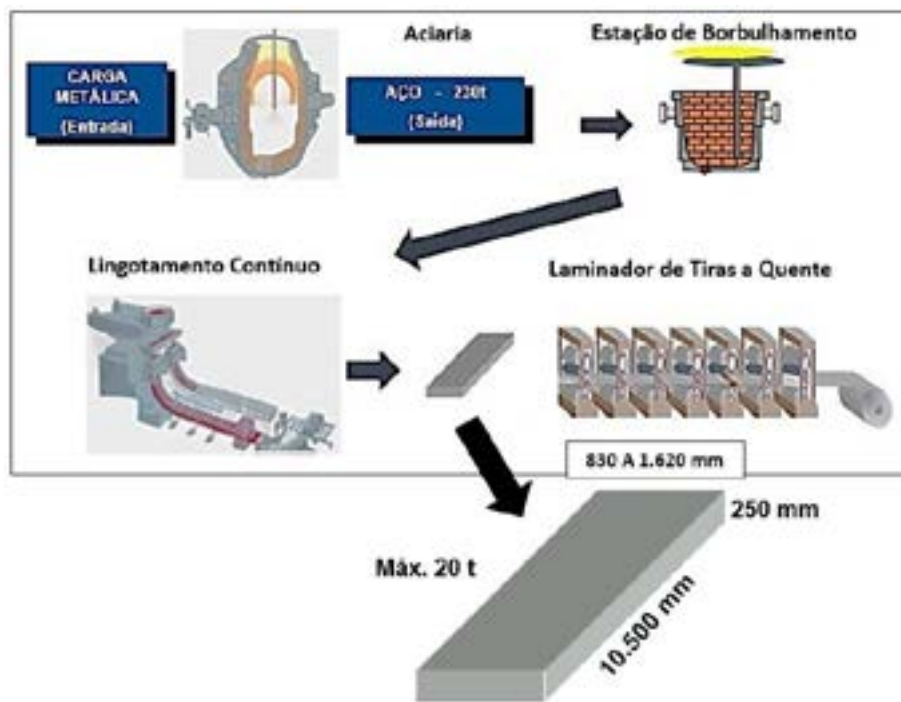 Aciaria
Estação de Borbulhamento
CARGA
METÁLICA
(Entrada)
AÇO - 230t
(Saída)
Lingotamento Contínuo
Laminador de Tiras a Quente
830 A 1.620 mm
250 mm
Máx. 20 t
10.500 mm